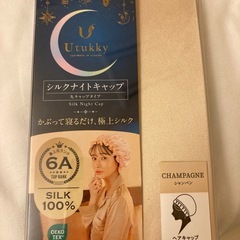 Utukky
シルクナイトキャップ
丸キャップタイプ
Silk Night Cap
かぶって寝るだけ、極上シルク
6A
TOP RANK
SILK
100%
OEKO
TEX
CHAMPAGNE
シャンパン
ヘアキャップ